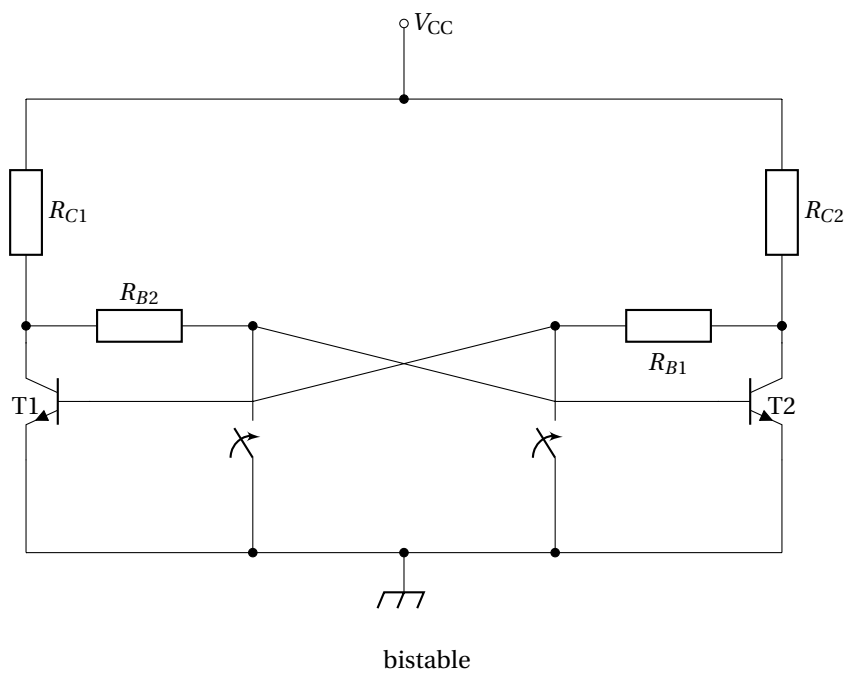 V_CC
R_C1
R_C2
R_B2
R_B1
T1
T2
bistable